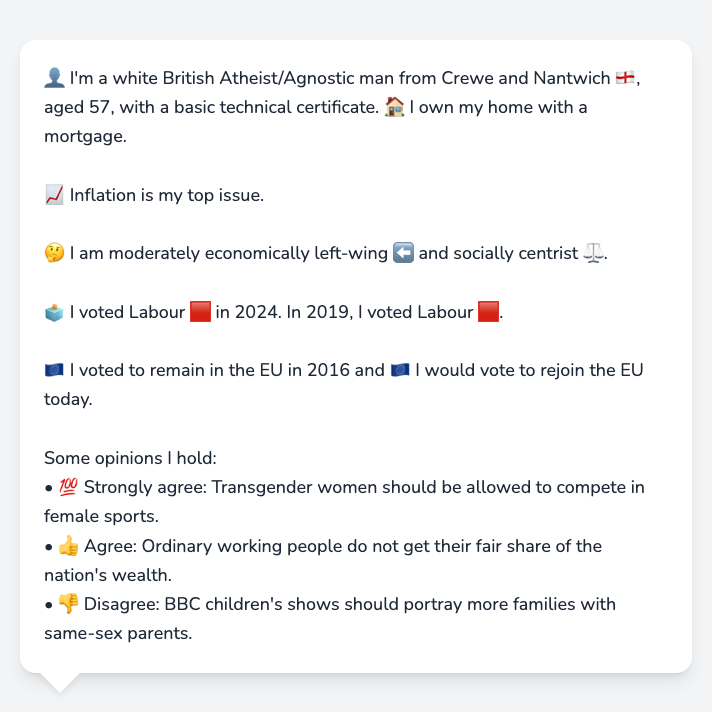 👤 I'm a white British Atheist/Agnostic man from Crewe and Nantwich 🏴󠁧󠁢󠁥󠁮󠁧󠁿,
aged 57, with a basic technical certificate. 🏠 I own my home with a
mortgage.
📈 Inflation is my top issue.
🤔 I am moderately economically left-wing ⬅️ and socially centrist ⚖️.
🗳️ I voted Labour 🟥 in 2024. In 2019, I voted Labour 🟥.
🇪🇺 I voted to remain in the EU in 2016 and 🇪🇺 I would vote to rejoin the EU
today.
Some opinions I hold:
• 💯 Strongly agree: Transgender women should be allowed to compete in
female sports.
• 👍 Agree: Ordinary working people do not get their fair share of the
nation's wealth.
• 👎 Disagree: BBC children's shows should portray more families with
same-sex parents.